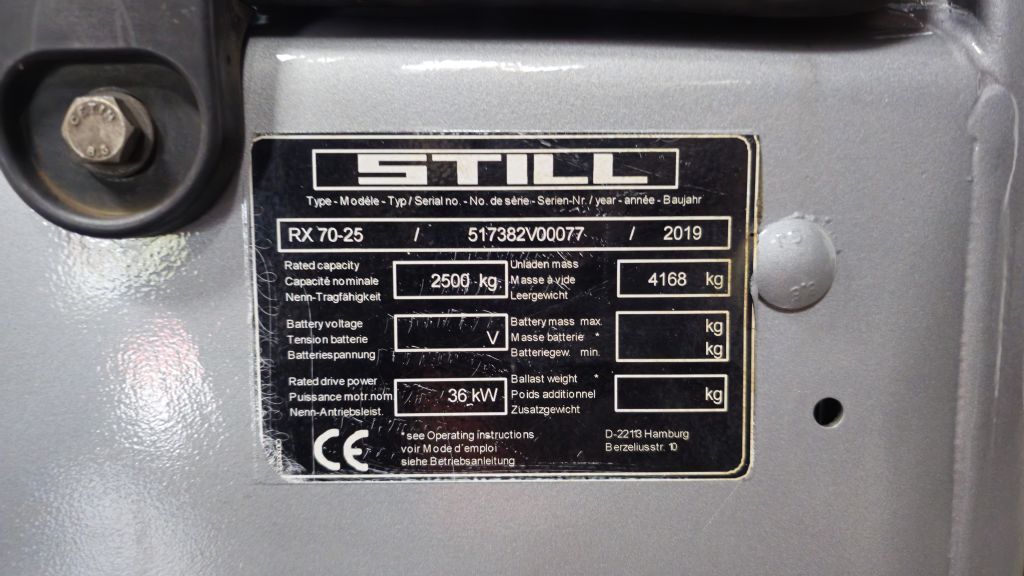 STILL
Type - Modèle - Typ / Serial no. - No. de série - Serien-Nr. / year - année - Baujahr
RX 70-25 / 517382V00077 / 2019
Rated capacity
Capacité nominale
Nenn-Tragfähigkeit
2500 kg
Unladen mass
Masse à vide
Leergewicht
4168 kg
Battery voltage
Tension batterie
Batteriespannung
V
Battery mass max.
Masse batterie *
Batteriegew. min.
kg
kg
Rated drive power
Puissance motr.nom.
Nenn-Antriebsleist.
36 kW
Ballast weight *
Poids additionnel
Zusatzgewicht
kg
CE
* see Operating instructions
voir Mode d'emploi
siehe Betriebsanleitung
D-22113 Hamburg
Berzeliusstr. 10